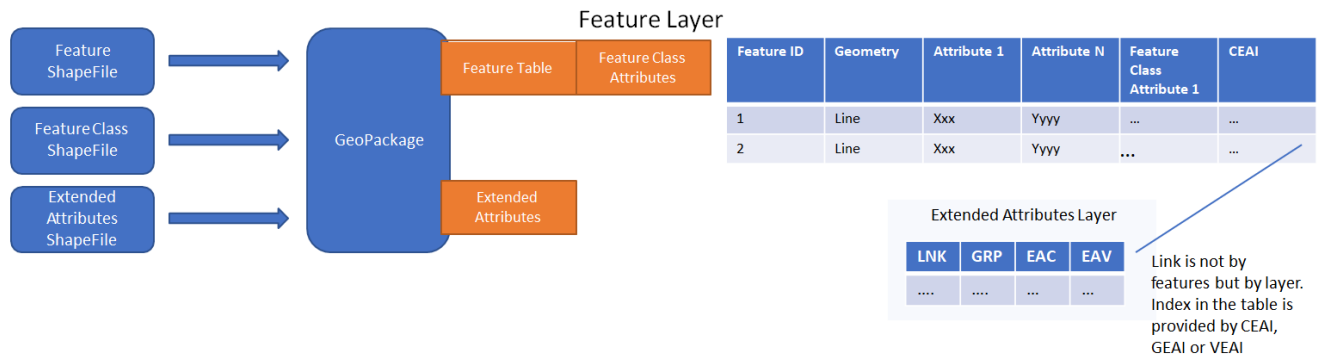 Feature Layer
Feature
ShapeFile
Feature Class
ShapeFile
Extended
Attributes
ShapeFile
GeoPackage
Feature Table
Feature Class
Attributes
Extended
Attributes
Feature ID Geometry Attribute 1 Attribute N Feature Class Attribute 1 CEAI
1 Line Xxx Yyyy ... ...
2 Line Xxx Yyyy ... ...
Extended Attributes Layer
LNK GRP EAC EAV
.... .... ... ...
Link is not by
features but by layer.
Index in the table is
provided by CEAI,
GEAI or VEAI